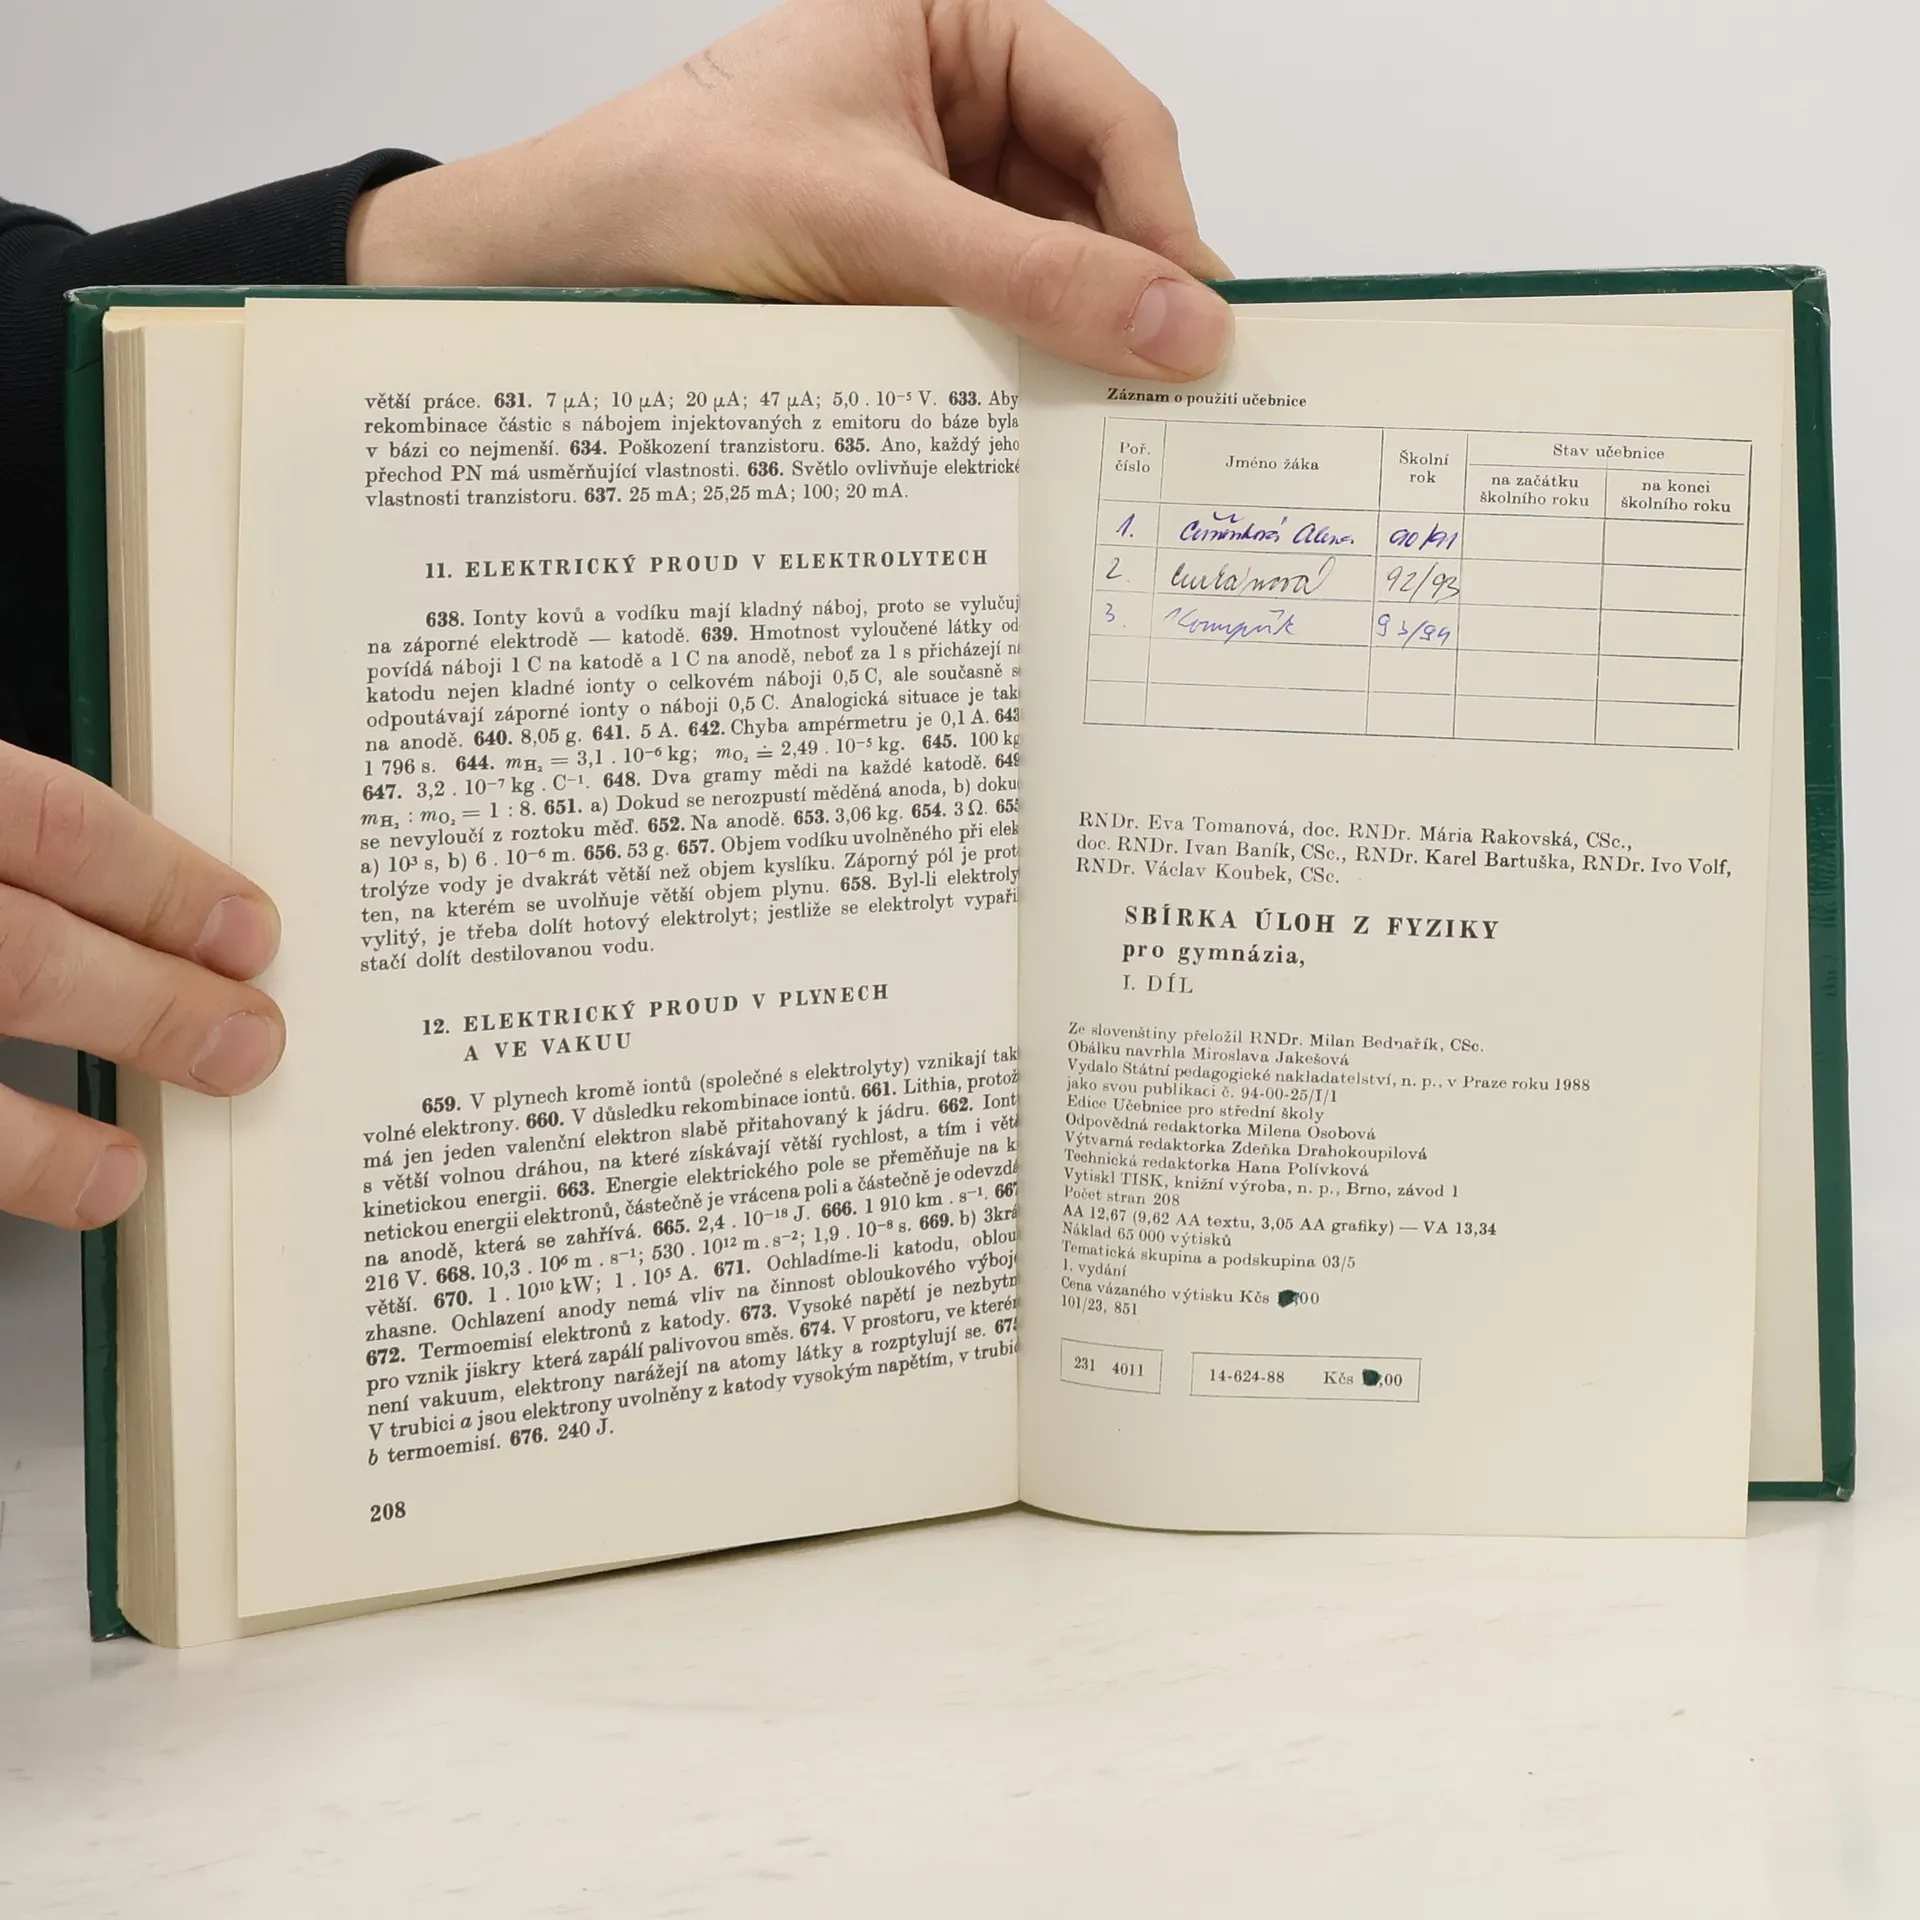 větší práce. 631. 7 μA; 10 μA; 20 μA; 47 μA; 5,0 . 10⁻⁵ V. 633. Aby
rekombinace částic s nábojem injektovaných z emitoru do báze byla
v bázi co nejmenší. 634. Poškození tranzistoru. 635. Ano, každý jeho
přechod PN má usměrňující vlastnosti. 636. Světlo ovlivňuje elektrické
vlastnosti tranzistoru. 637. 25 mA; 25,25 mA; 100; 20 mA.
11. ELEKTRICKÝ PROUD V ELEKTROLYTECH
638. Ionty kovů a vodíku mají kladný náboj, proto se vylučuj
na záporné elektrodě — katodě. 639. Hmotnost vyloučené látky od
povídá náboji 1 C na katodě a 1 C na anodě, neboť za 1 s přicházejí n
katodu nejen kladné ionty o celkovém náboji 0,5 C, ale současně s
odpoutávají záporné ionty o náboji 0,5 C. Analogická situace je tak
na anodě. 640. 8,05 g. 641. 5 A. 642. Chyba ampérmetru je 0,1 A. 643
1 796 s. 644. mH₂ = 3,1 . 10⁻⁶ kg; mO₂ ≐ 2,49 . 10⁻⁵ kg. 645. 100 kg
647. 3,2 . 10⁻⁷ kg . C⁻¹. 648. Dva gramy mědi na každé katodě. 649
mH₂ : mO₂ = 1 : 8. 651. a) Dokud se nerozpustí měděná anoda, b) doku
se nevyloučí z roztoku měď. 652. Na anodě. 653. 3,06 kg. 654. 3 Ω. 655
a) 10³ s, b) 6 . 10⁻⁶ m. 656. 53 g. 657. Objem vodíku uvolněného při elek
trolýze vody je dvakrát větší než objem kyslíku. Záporný pól je prot
ten, na kterém se uvolňuje větší objem plynu. 658. Byl-li elektroly
vylitý, je třeba dolít hotový elektrolyt; jestliže se elektrolyt vypaři
stačí dolít destilovanou vodu.
12. ELEKTRICKÝ PROUD V PLYNECH
A VE VAKUU
659. V plynech kromě iontů (společné s elektrolyty) vznikají tak
volné elektrony. 660. V důsledku rekombinace iontů. 661. Lithia, protož
má jen jeden valenční elektron slabě přitahovaný k jádru. 662. Iont
s větší volnou dráhou, na které získávají větší rychlost, a tím i vět
kinetickou energii. 663. Energie elektrického pole se přeměňuje na k
netickou energii elektronů, částečně je vrácena poli a částečně je odevzdá
na anodě, která se zahřívá. 665. 2,4 . 10⁻¹⁸ J. 666. 1 910 km . s⁻¹. 667
216 V. 668. 10,3 . 10⁶ m . s⁻¹; 530 . 10¹² m . s⁻²; 1,9 . 10⁻⁸ s. 669. b) 3krá
větší. 670. 1 . 10¹⁰ kW; 1 . 10⁵ A. 671. Ochladíme-li katodu, oblou
zhasne. Ochlazení anody nemá vliv na činnost obloukového výboj
672. Termoemisí elektronů z katody. 673. Vysoké napětí je nezbytn
pro vznik jiskry která zapálí palivovou směs. 674. V prostoru, ve kterém
není vakuum, elektrony narážejí na atomy látky a rozptylují se. 675
V trubici a jsou elektrony uvolněny z katody vysokým napětím, v trubic
b termoemisí. 676. 240 J.
208
Záznam o použití učebnice
Poř. číslo Jméno žáka Školní rok Stav učebnice
na začátku školního roku na konci školního roku
1. Alena 90/91
2. 92/93
3. 93/94
RNDr. Eva Tomanová, doc. RNDr. Mária Rakovská, CSc.,
doc. RNDr. Ivan Baník, CSc., RNDr. Karel Bartuška, RNDr. Ivo Volf,
RNDr. Václav Koubek, CSc.
SBÍRKA ÚLOH Z FYZIKY
pro gymnázia,
I. DÍL
Ze slovenštiny přeložil RNDr. Milan Bednařík, CSc.
Obálku navrhla Miroslava Jakešová
Vydalo Státní pedagogické nakladatelství, n. p., v Praze roku 1988
jako svou publikaci č. 94-00-25/I/1
Edice Učebnice pro střední školy
Odpovědná redaktorka Milena Osobová
Výtvarná redaktorka Zdeňka Drahokoupilová
Technická redaktorka Hana Polívková
Vytiskl TISK, knižní výroba, n. p., Brno, závod 1
Počet stran 208
AA 12,67 (9,62 AA textu, 3,05 AA grafiky) — VA 13,34
Náklad 65 000 výtisků
Tematická skupina a podskupina 03/5
1. vydání
Cena vázaného výtisku Kčs ,00
101/23, 851
231 4011
14-624-88 Kčs ,00